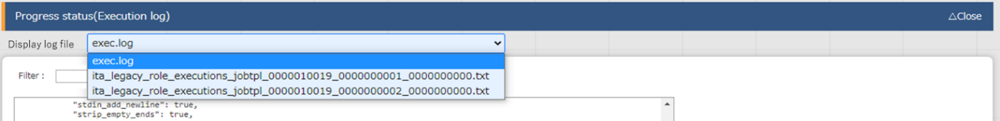 Progress status(Execution log)
△Close
Display log file
exec.log
exec.log
ita_legacy_role_executions_jobtpl_0000010019_0000000001_0000000000.txt
ita_legacy_role_executions_jobtpl_0000010019_0000000002_0000000000.txt
Filter :
"stdin_add_newline": true,
"strip_empty_ends": true,